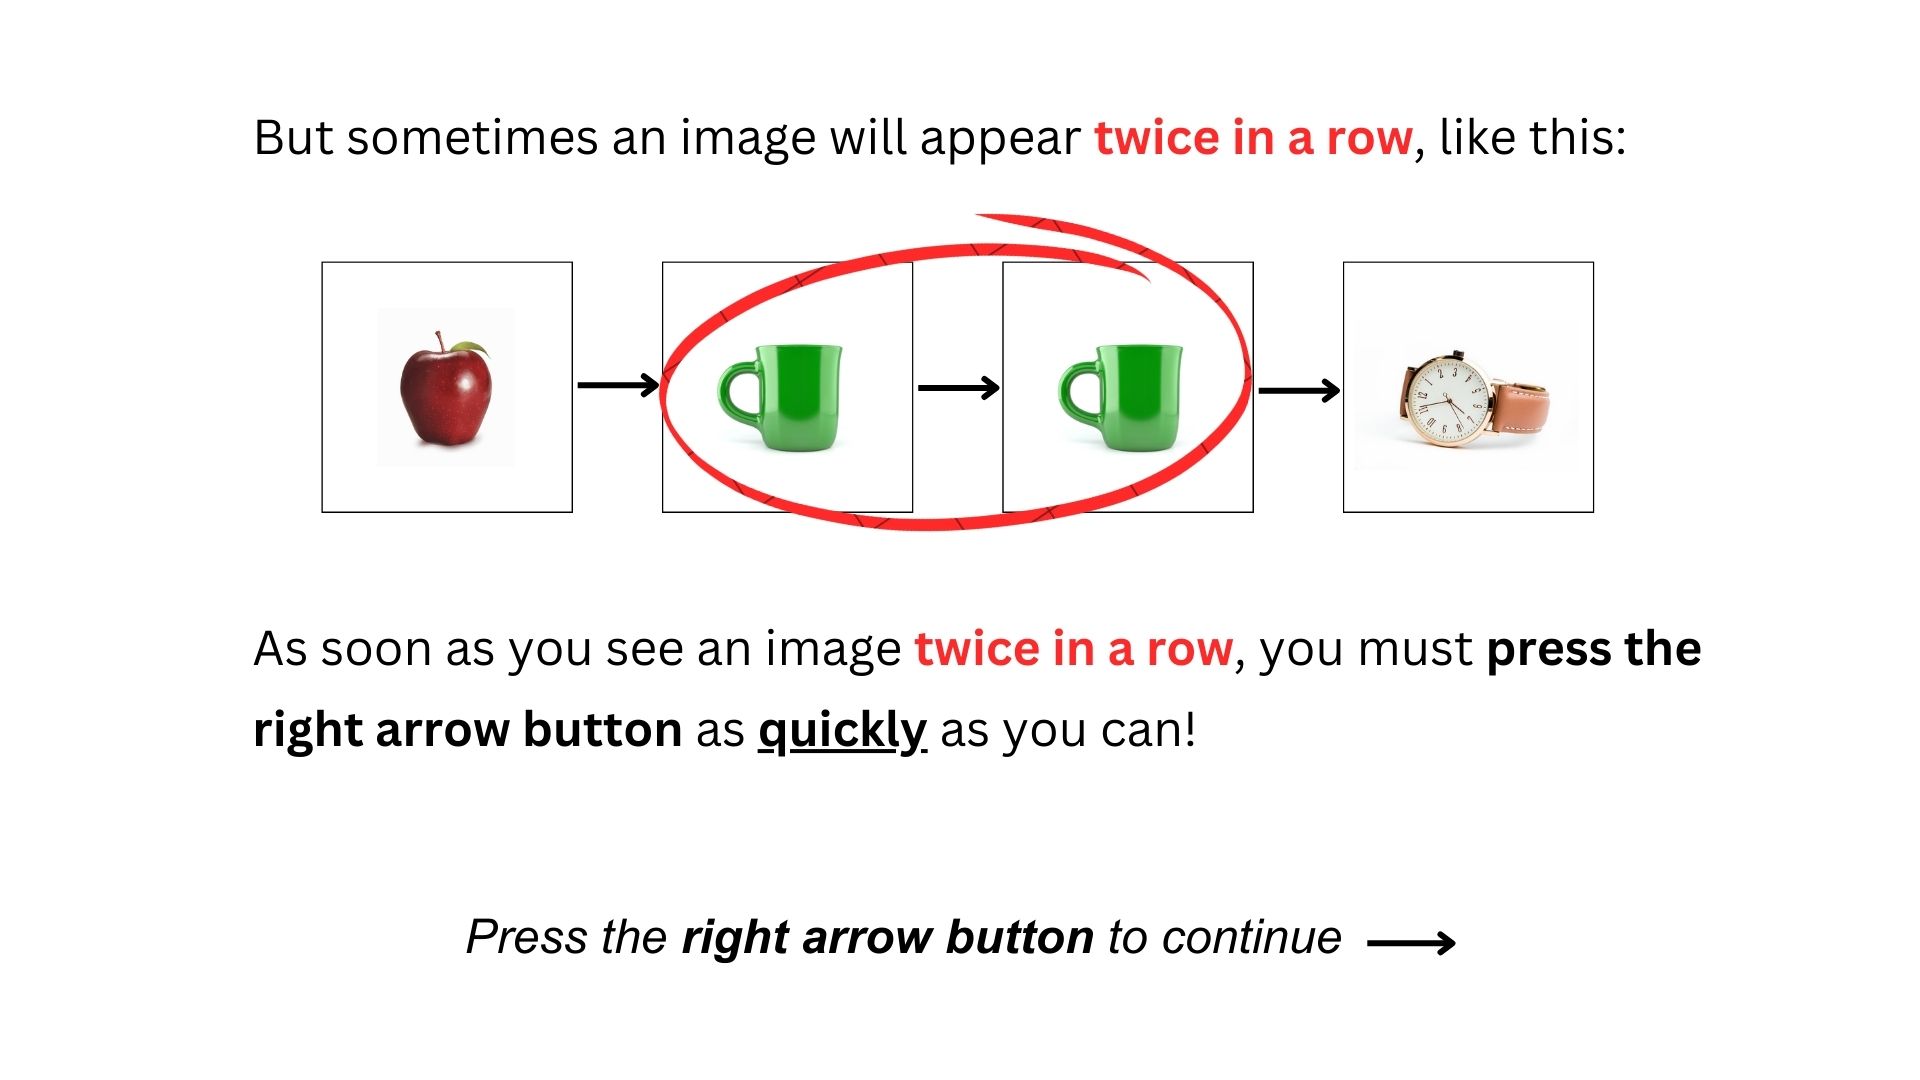 But sometimes an image will appear twice in a row, like this:
As soon as you see an image twice in a row, you must press the
right arrow button as quickly as you can!
Press the right arrow button to continue